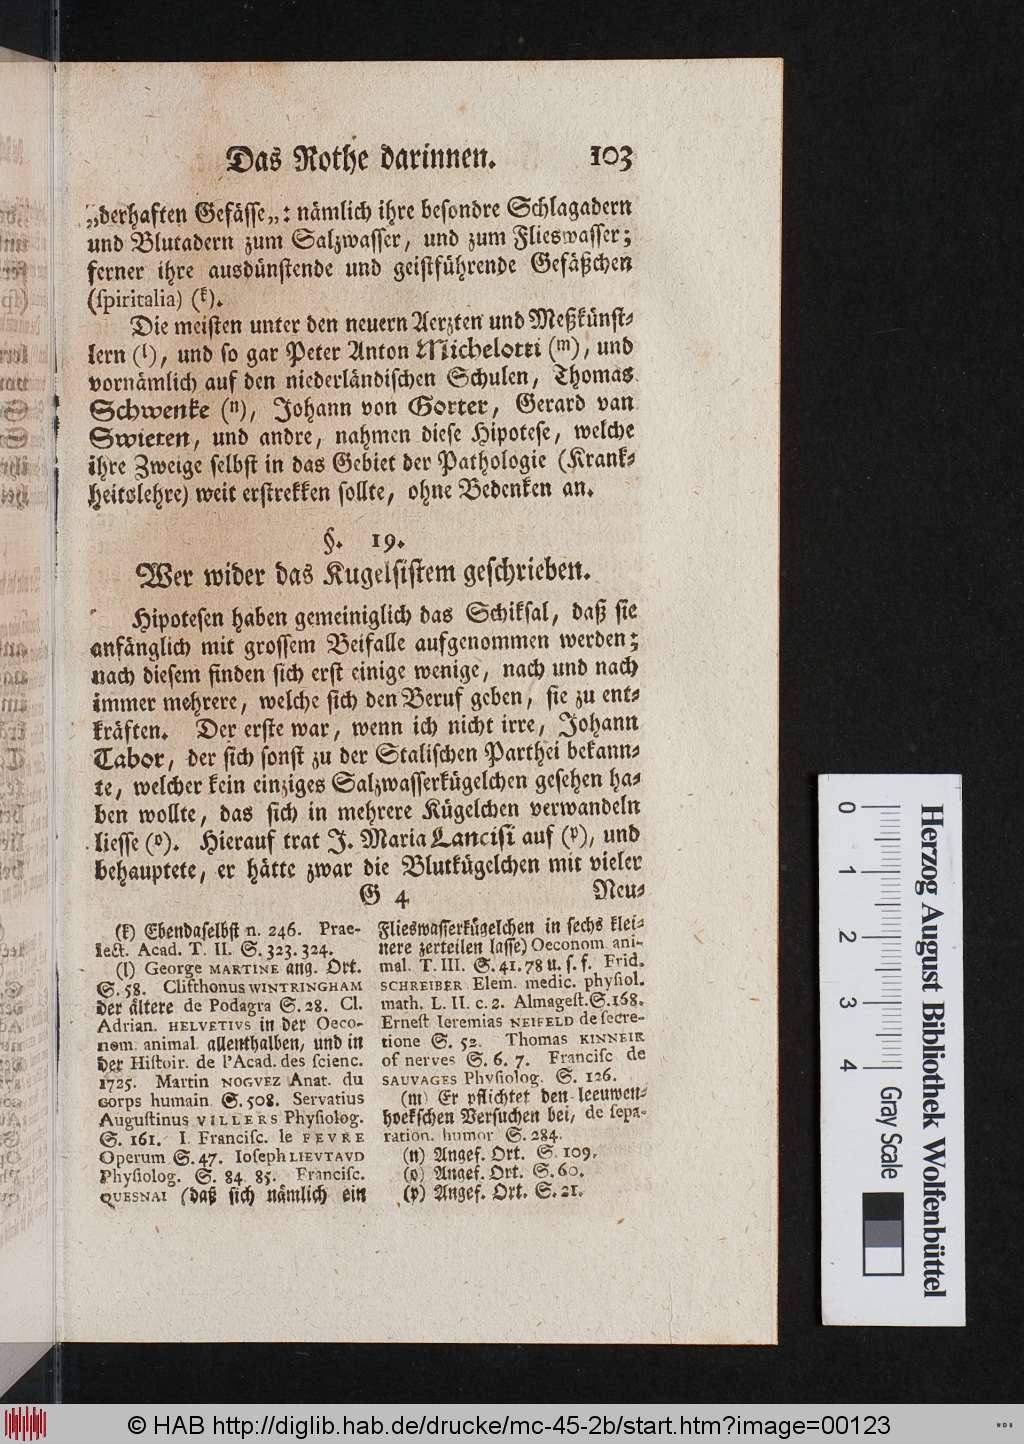 Das Rothe darinnen. 103
„derhaften Gefässe„: nämlich ihre besondre Schlagadern
und Blutadern zum Salzwasser, und zum Flieswasser;
ferner ihre ausdünstende und geistführende Gefäßchen
(ſpiritalia) (k).
Die meisten unter den neuern Aerzten und Meßkünst-
lern (l), und so gar Peter Anton Michelotti (m), und
vornämlich auf den niederländischen Schulen, Thomas
Schwenke (n), Johann von Gorter, Gerard van
Swieten, und andre, nahmen diese Hipotese, welche
ihre Zweige selbst in das Gebiet der Pathologie (Krank-
heitslehre) weit erstrekken sollte, ohne Bedenken an.
§. 19.
Wer wider das Kugelsistem geschrieben.
Hipotesen haben gemeiniglich das Schiksal, daß sie
anfänglich mit grossem Beifalle aufgenommen werden;
nach diesem finden sich erst einige wenige, nach und nach
immer mehrere, welche sich den Beruf geben, sie zu ent-
kräften. Der erste war, wenn ich nicht irre, Johann
Tabor, der sich sonst zu der Stalischen Parthei bekann-
te, welcher kein einziges Salzwasserkügelchen gesehen ha-
ben wollte, das sich in mehrere Kügelchen verwandeln
liesse (o). Hierauf trat J. Maria Lancisi auf (p), und
behauptete, er hätte zwar die Blutkügelchen mit vieler
G 4 Neu-
(k) Ebendaselbst n. 246. Prae-
lect. Acad. T. II. S. 323. 324.
(l) George MARTINE ang. Ort.
S. 58. Clifthonus WINTRINGHAM
der ältere de Podagra S. 28. Cl.
Adrian. HELVETIVS in der Oeco-
nom. animal. allenthalben, und in
der Hiſtoir. de l'Acad. des ſcienc.
1725. Martin NOGVEZ Anat. du
corps humain S. 508. Servatius
Auguſtinus VILLERS Phyſiolog.
S. 161. I. Franciſc. le FEVRE
Operum S. 47. Ioſeph LIEVTAVD
Phyſiolog. S. 84. 85. Franciſc.
QUESNAI (daß sich nämlich ein
Flieswasserkügelchen in sechs klei-
nere zerteilen lasse) Oeconom. ani-
mal. T. III. S. 41. 78 u. s. f. Frid.
SCHREIBER Elem. medic. phyſiol.
math. L. II. c. 2. Almageſt. S. 168.
Erneſt Ieremias NEIFELD de ſecre-
tione S. 52. Thomas KINNEIR
of nerves S. 6. 7. Franciſc de
SAUVAGES Phyſiolog. S. 126.
(m) Er pflichtet den leeuwen-
hoekschen Versuchen bei, de ſepa-
ration. humor S. 284.
(n) Angef. Ort. S. 109.
(o) Angef. Ort. S. 60.
(p) Angef. Ort. S. 21.
0 1 2 3 4
Herzog August Bibliothek Wolfenbüttel
Gray Scale
© HAB http://diglib.hab.de/drucke/mc-45-2b/start.htm?image=00123